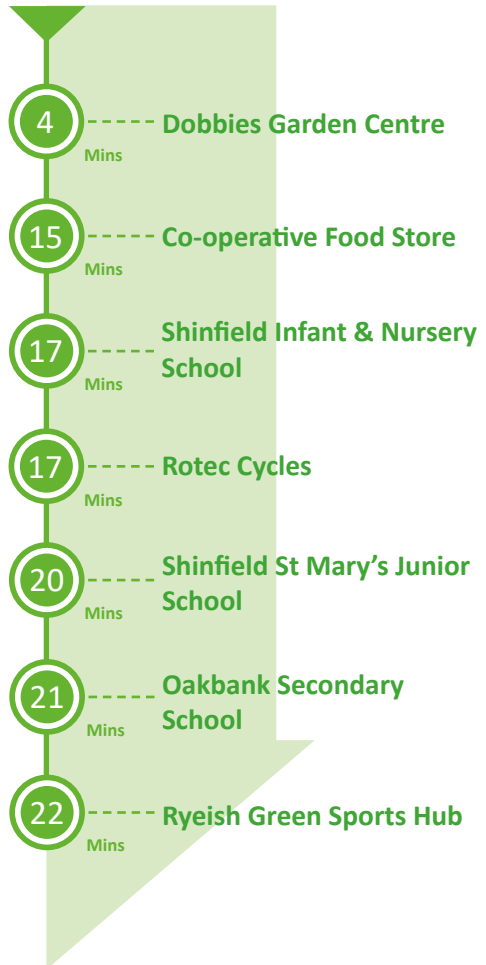 4
Mins
Dobbies Garden Centre
15
Mins
Co-operative Food Store
17
Mins
Shinfield Infant & Nursery
School
17
Mins
Rotec Cycles
20
Mins
Shinfield St Mary’s Junior
School
21
Mins
Oakbank Secondary
School
22
Mins
Ryeish Green Sports Hub